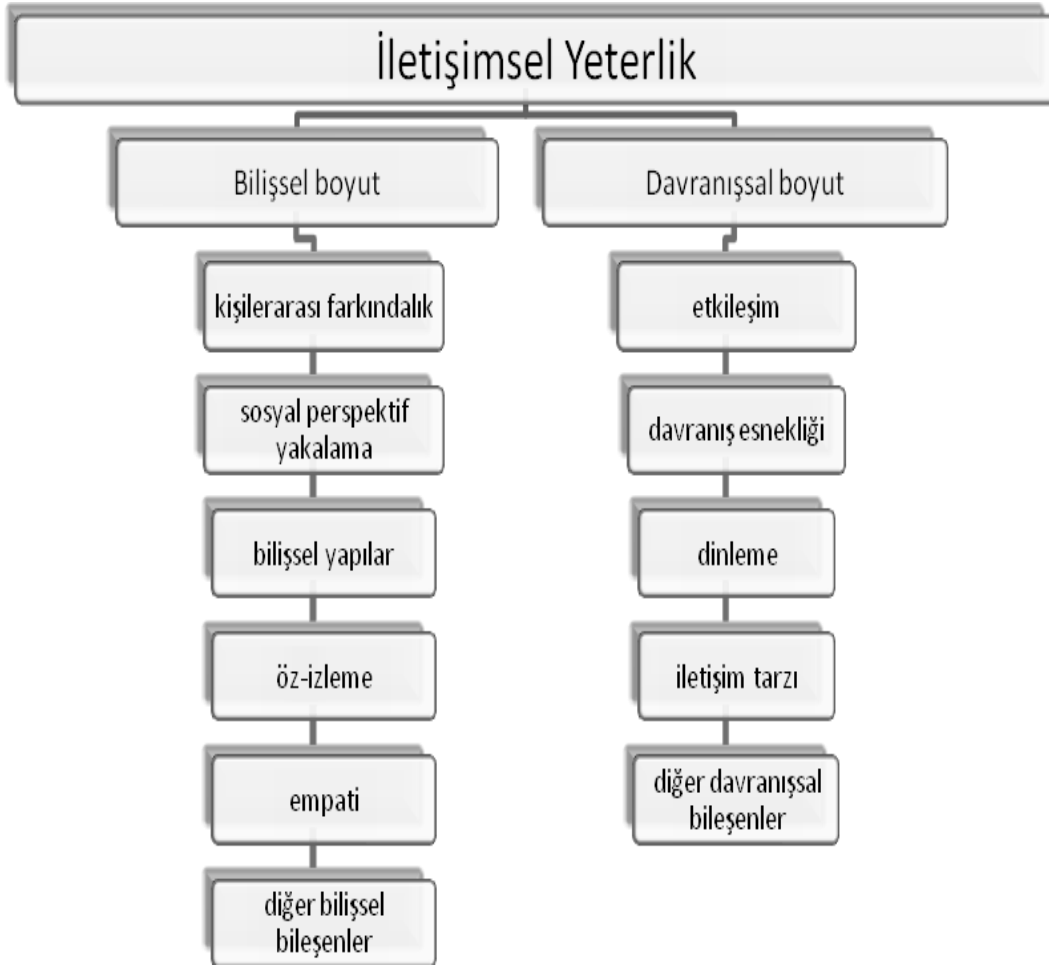 İletişimsel Yeterlik
Bilişsel boyut
kişilerarası farkındalık
sosyal perspektif
yakalama
bilişsel yapılar
öz-izleme
empati
diğer bilişsel
bileşenler
Davranışsal boyut
etkileşim
davranış esnekliği
dinleme
iletişim tarzı
diğer davranışsal
bileşenler